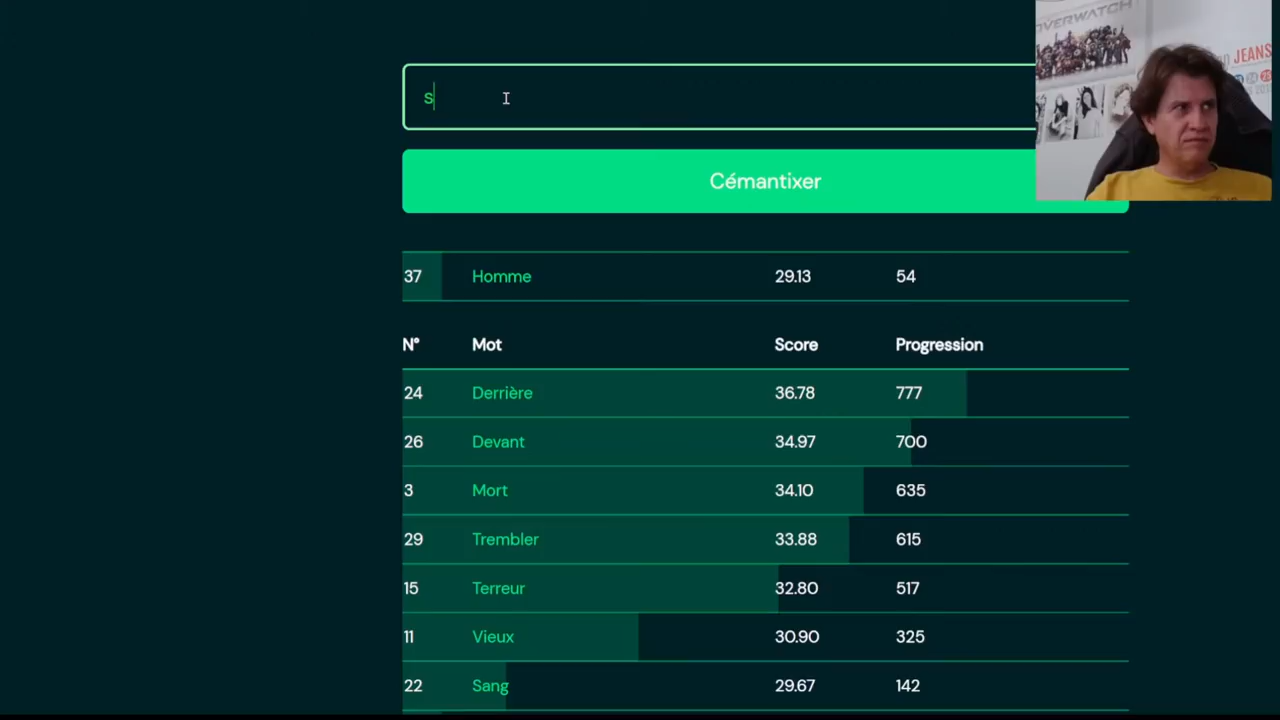 OVERWATCH
JEANS
s
Cémantixer
37 Homme 29.13 54
N° Mot Score Progression
24 Derrière 36.78 777
26 Devant 34.97 700
3 Mort 34.10 635
29 Trembler 33.88 615
15 Terreur 32.80 517
11 Vieux 30.90 325
22 Sang 29.67 142